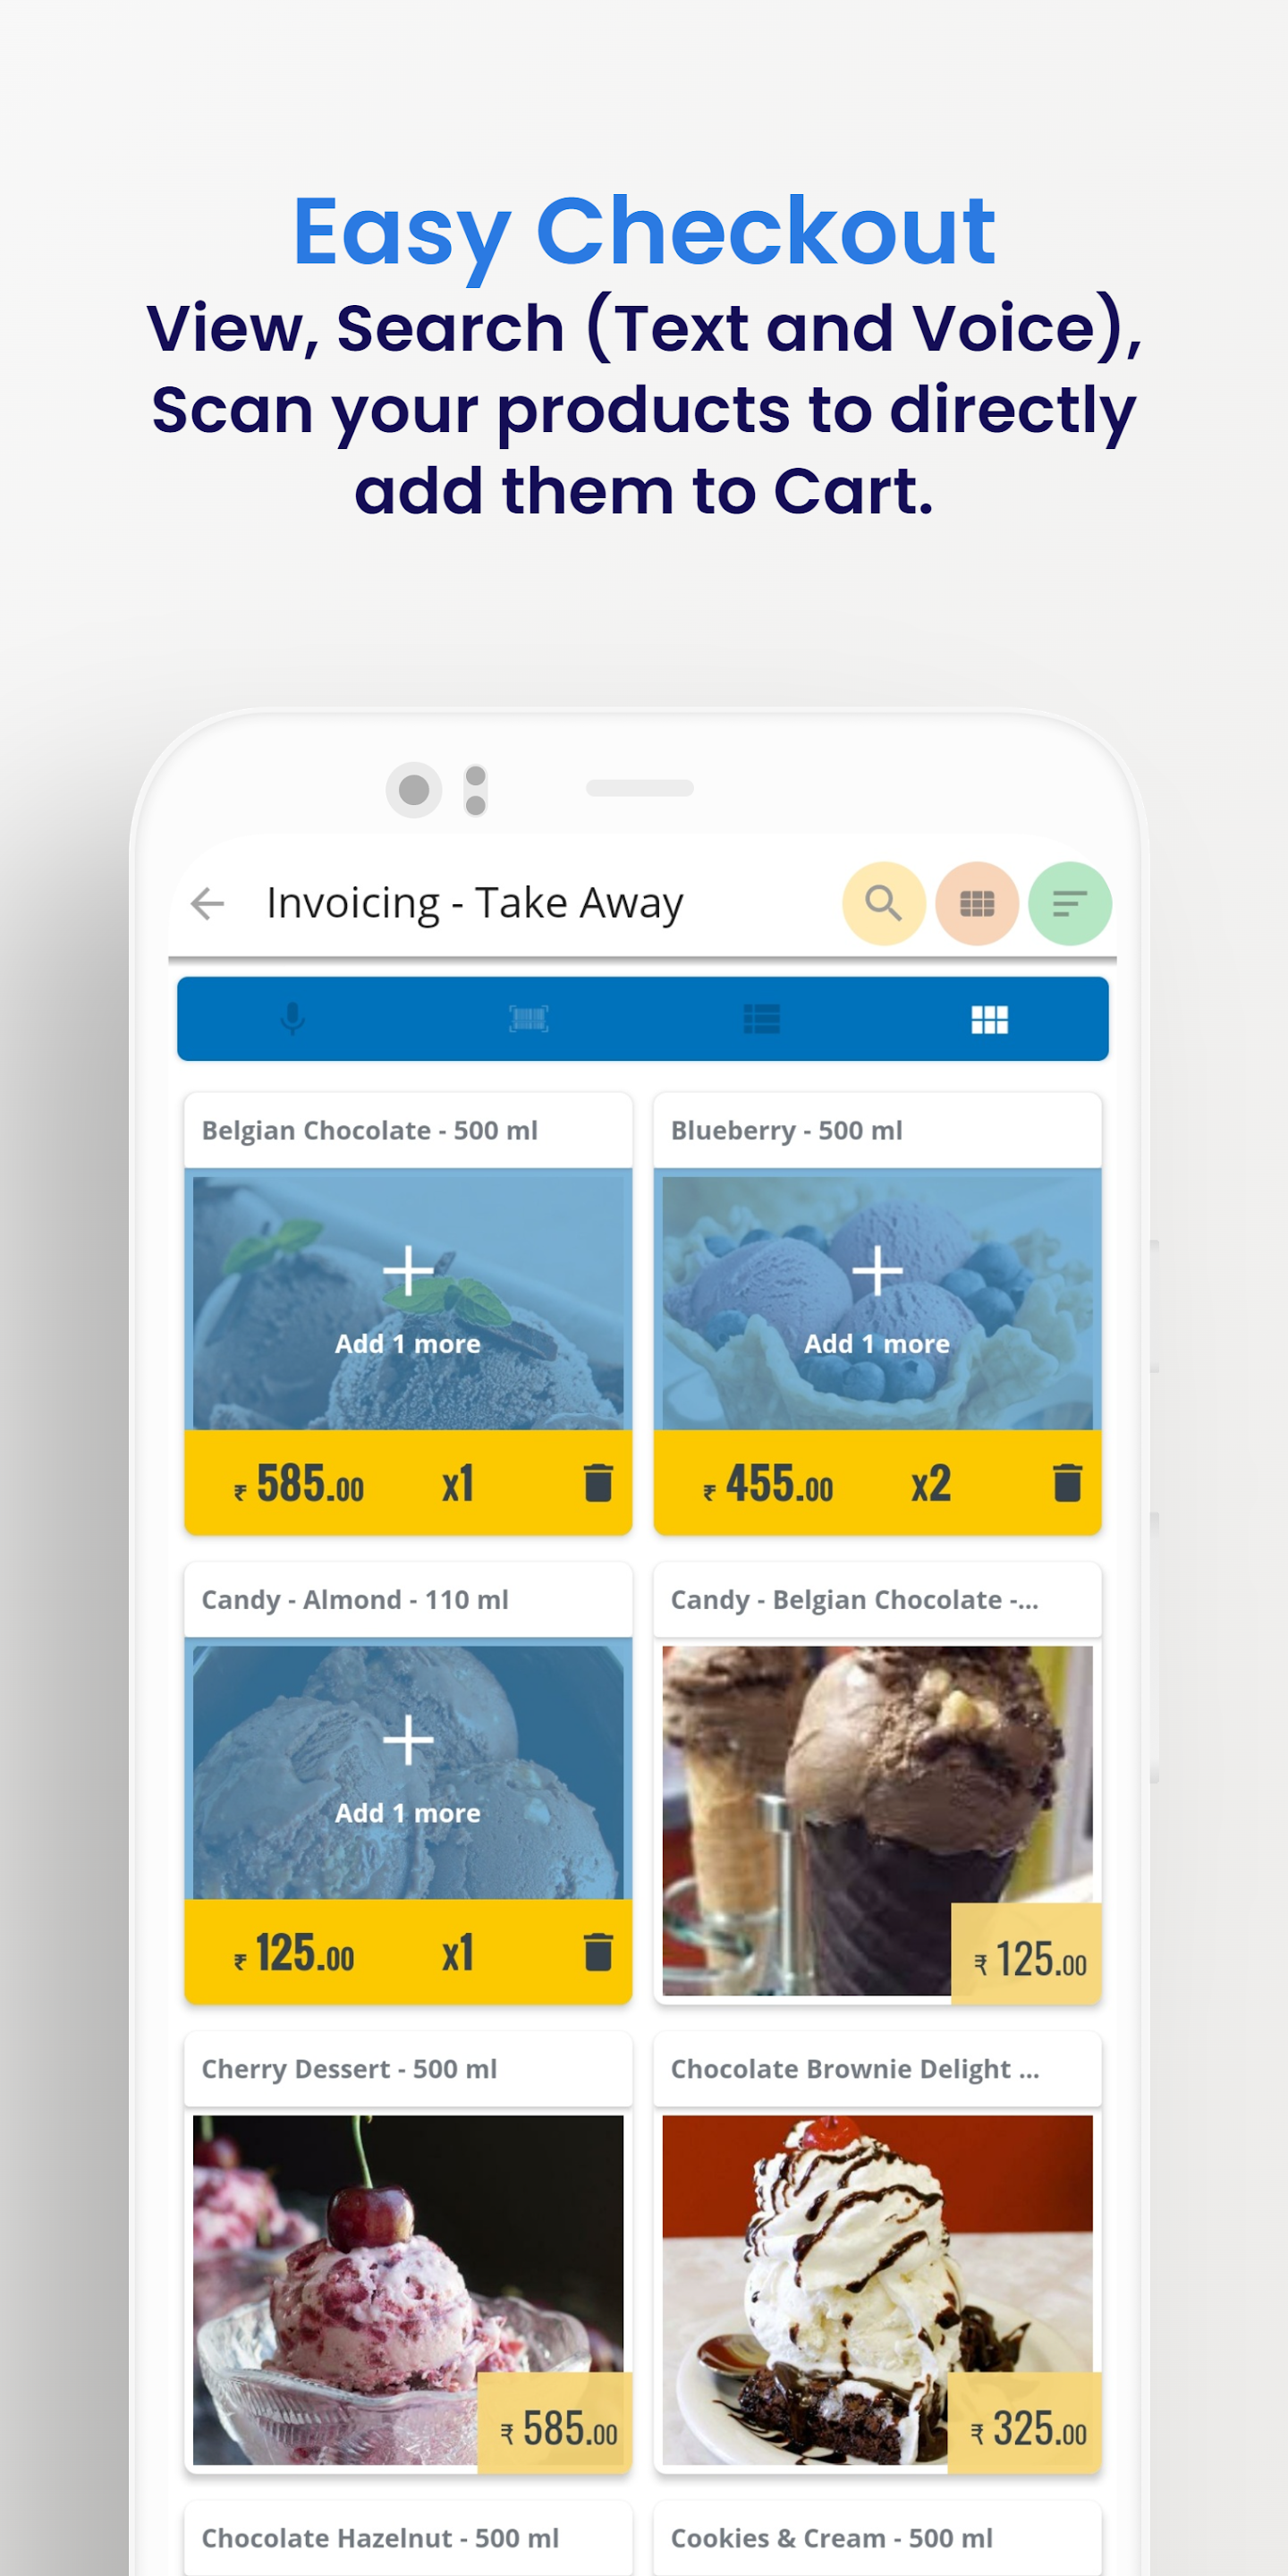 Easy Checkout
View, Search (Text and Voice),
Scan your products to directly
add them to Cart.
Invoicing - Take Away
Belgian Chocolate - 500 ml
Blueberry - 500 ml
Add 1 more
Add 1 more
₹ 585.00 x1
₹ 455.00 x2
Candy - Almond - 110 ml
Candy - Belgian Chocolate -...
Add 1 more
₹ 125.00 x1
₹ 125.00
Cherry Dessert - 500 ml
Chocolate Brownie Delight ...
₹ 585.00
₹ 325.00
Chocolate Hazelnut - 500 ml
Cookies & Cream - 500 ml